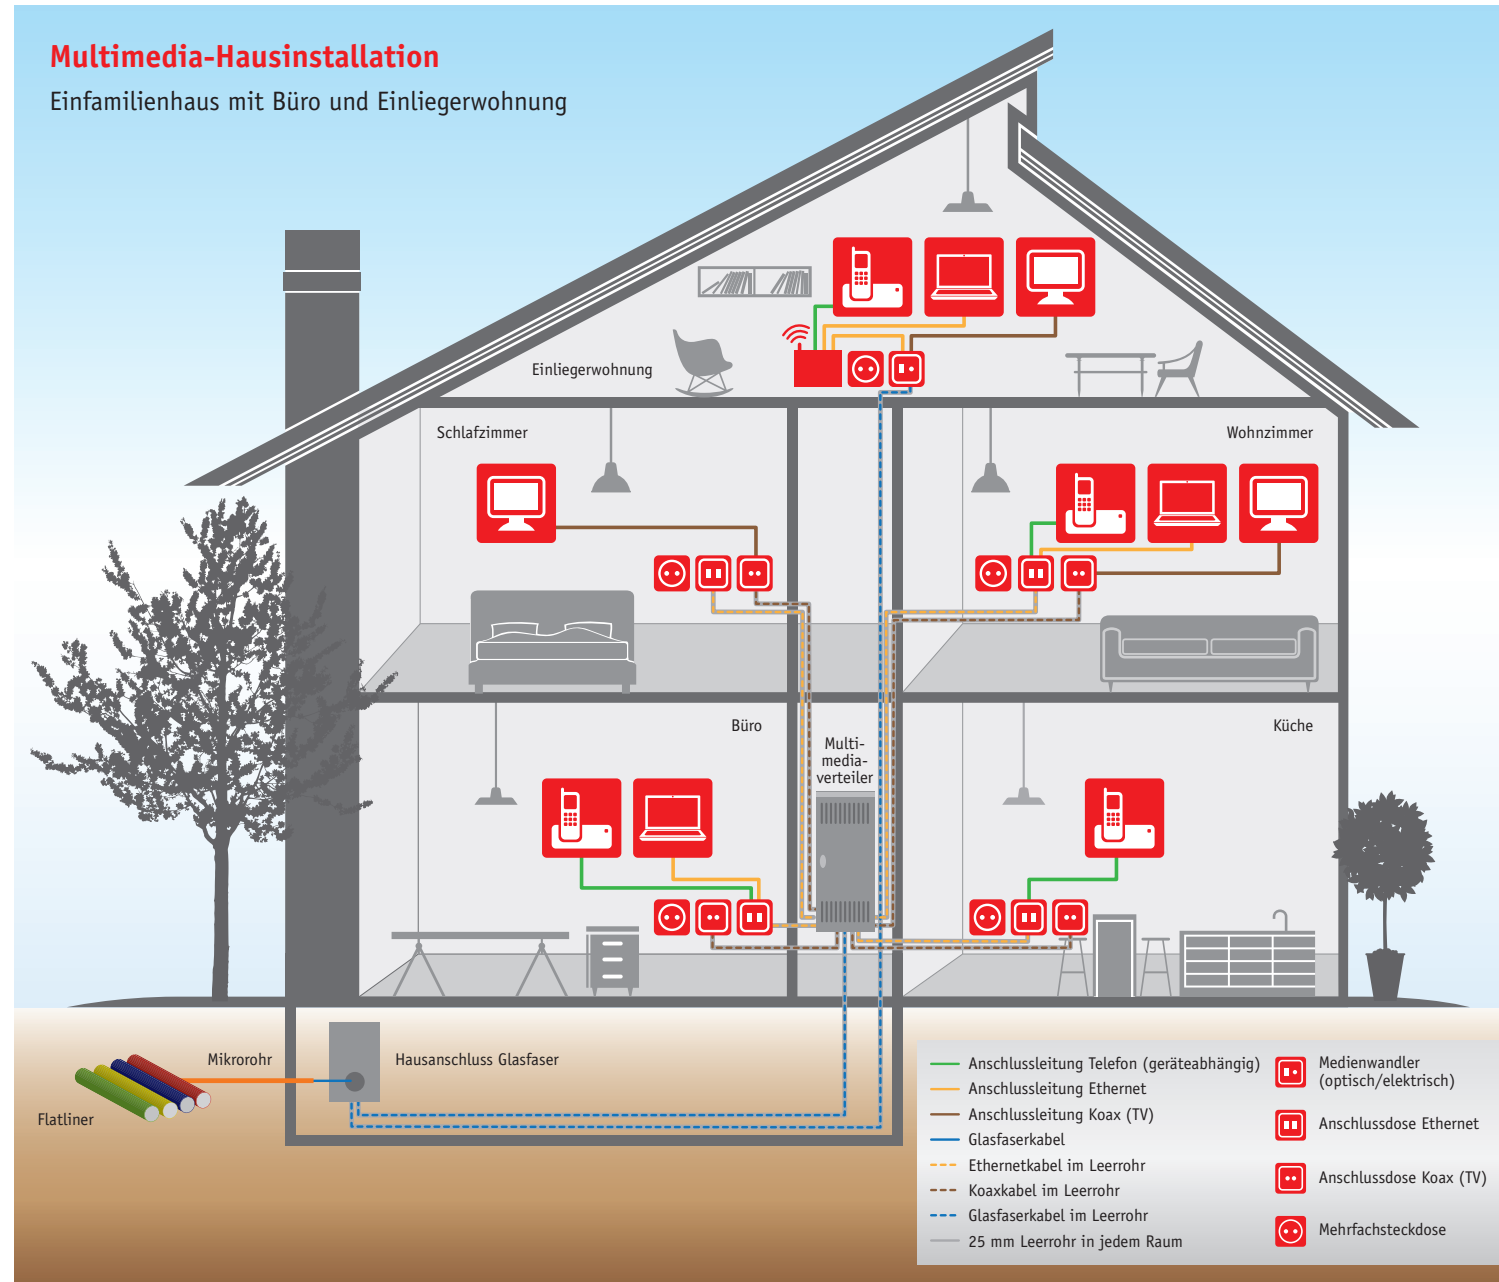 Multimedia-Hausinstallation
Einfamilienhaus mit Büro und Einliegerwohnung
Einliegerwohnung
Schlafzimmer
Wohnzimmer
Büro
Multi-
media-
verteiler
Küche
Mikrorohr
Hausanschluss Glasfaser
Flatliner
Anschlussleitung Telefon (geräteabhängig)
Anschlussleitung Ethernet
Anschlussleitung Koax (TV)
Glasfaserkabel
Ethernetkabel im Leerrohr
Koaxkabel im Leerrohr
Glasfaserkabel im Leerrohr
25 mm Leerrohr in jedem Raum
Medienwandler
(optisch/elektrisch)
Anschlussdose Ethernet
Anschlussdose Koax (TV)
Mehrfachsteckdose